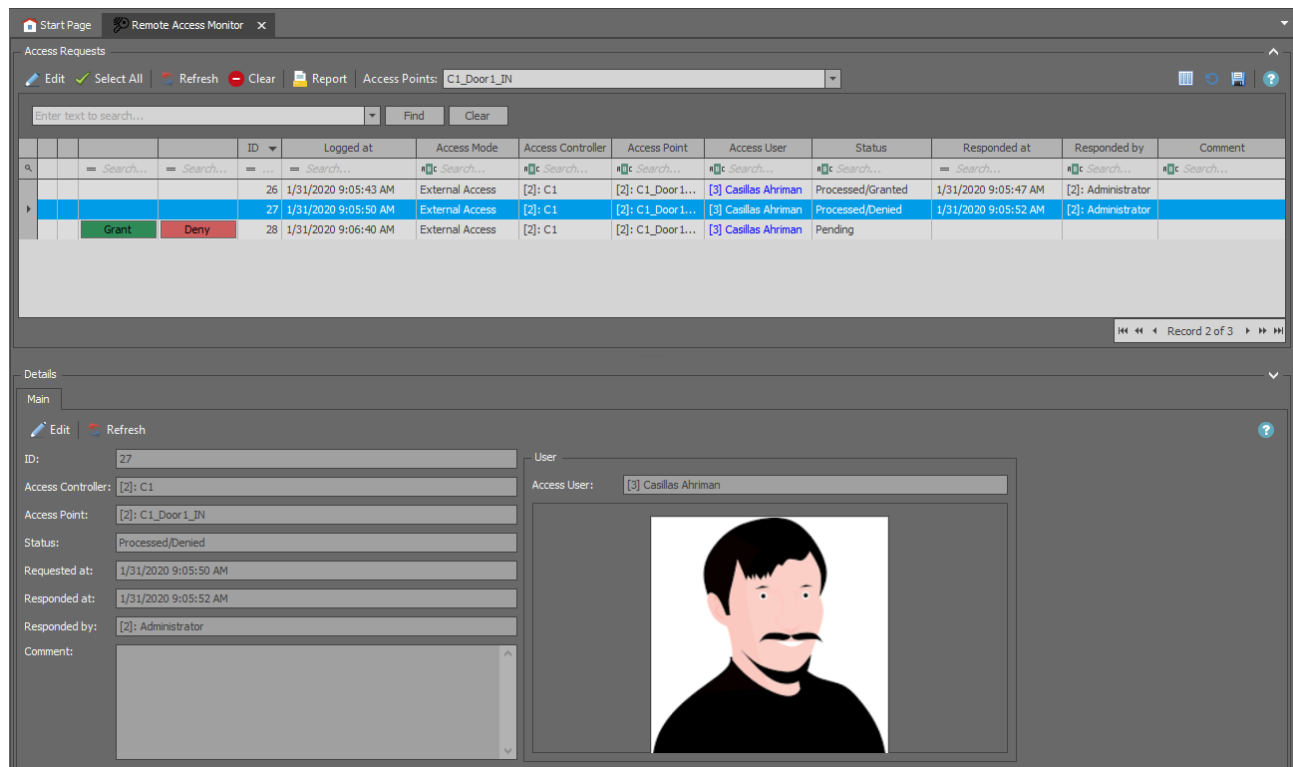 Start Page Remote Access Monitor
Access Requests
Edit Select All Refresh Clear Report Access Points: C1_Door1_IN
Enter text to search... Find Clear
ID Logged at Access Mode Access Controller Access Point Access User Status Responded at Responded by Comment
= Search... = Search... = ... = Search... Search... Search... Search... Search... Search... = Search... Search... Search...
26 1/31/2020 9:05:43 AM External Access [2]: C1 [2]: C1_Door1... [3] Casillas Ahriman Processed/Granted 1/31/2020 9:05:47 AM [2]: Administrator
27 1/31/2020 9:05:50 AM External Access [2]: C1 [2]: C1_Door1... [3] Casillas Ahriman Processed/Denied 1/31/2020 9:05:52 AM [2]: Administrator
Grant Deny 28 1/31/2020 9:06:40 AM External Access [2]: C1 [2]: C1_Door1... [3] Casillas Ahriman Pending
Record 2 of 3
Details
Main
Edit Refresh
ID: 27
Access Controller: [2]: C1
Access Point: [2]: C1_Door1_IN
Status: Processed/Denied
Requested at: 1/31/2020 9:05:50 AM
Responded at: 1/31/2020 9:05:52 AM
Responded by: [2]: Administrator
Comment:
User
Access User: [3] Casillas Ahriman